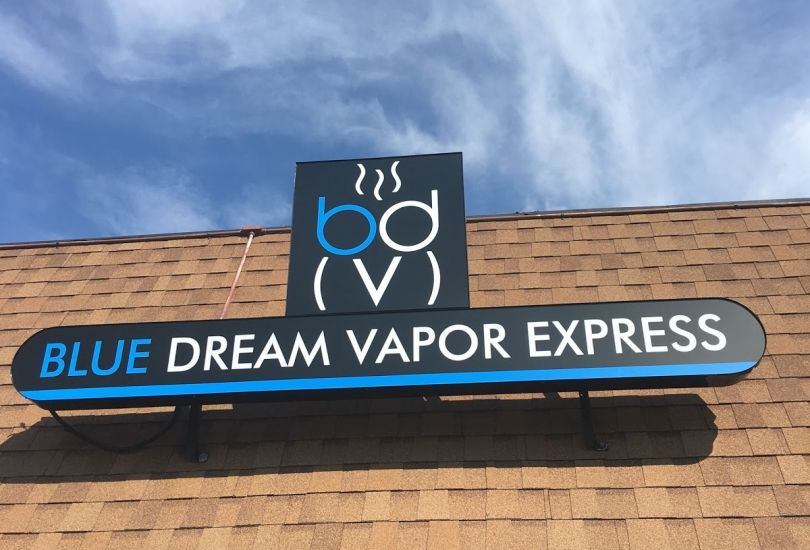 bd
(v)
BLUE DREAM VAPOR EXPRESS